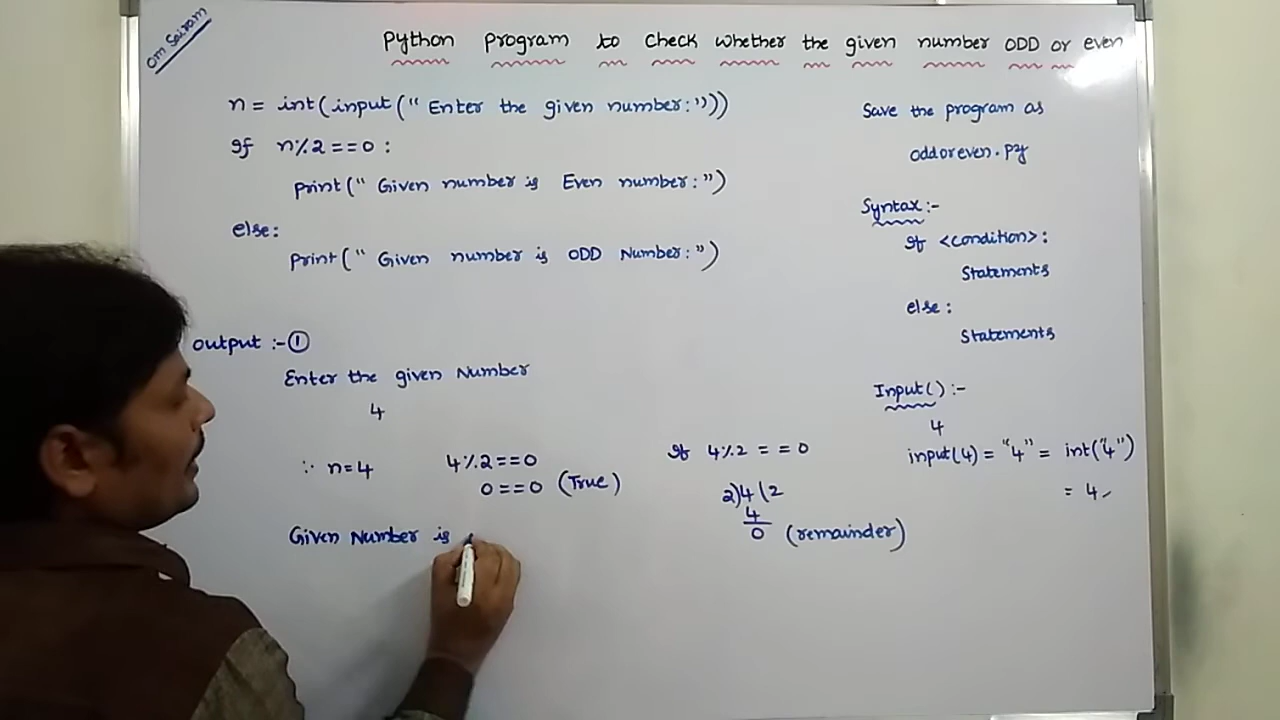 om Sairam
Python program to check whether the given number ODD or even
n = int(input("Enter the given number:"))
If n%2==0:
print("Given number is Even number:")
else:
print("Given number is ODD Number:")
output :- ①
Enter the given Number
4
∵ n=4
4%2==0
0==0 (True)
Given Number is
If 4%2 == 0
2)4(2
4
0 (remainder)
Save the program as
oddoreven.py
Syntax:-
If <condition>:
Statements
else:
Statements
Input():-
4
input(4) = "4" = int("4")
= 4